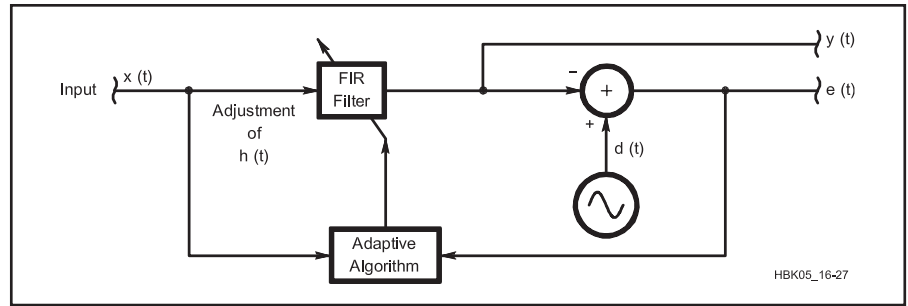 y (t)
x (t)
Input
FIR
Filter
–
+
e (t)
Adjustment
of
h (t)
+
d (t)
Adaptive
Algorithm
HBK05_16-27